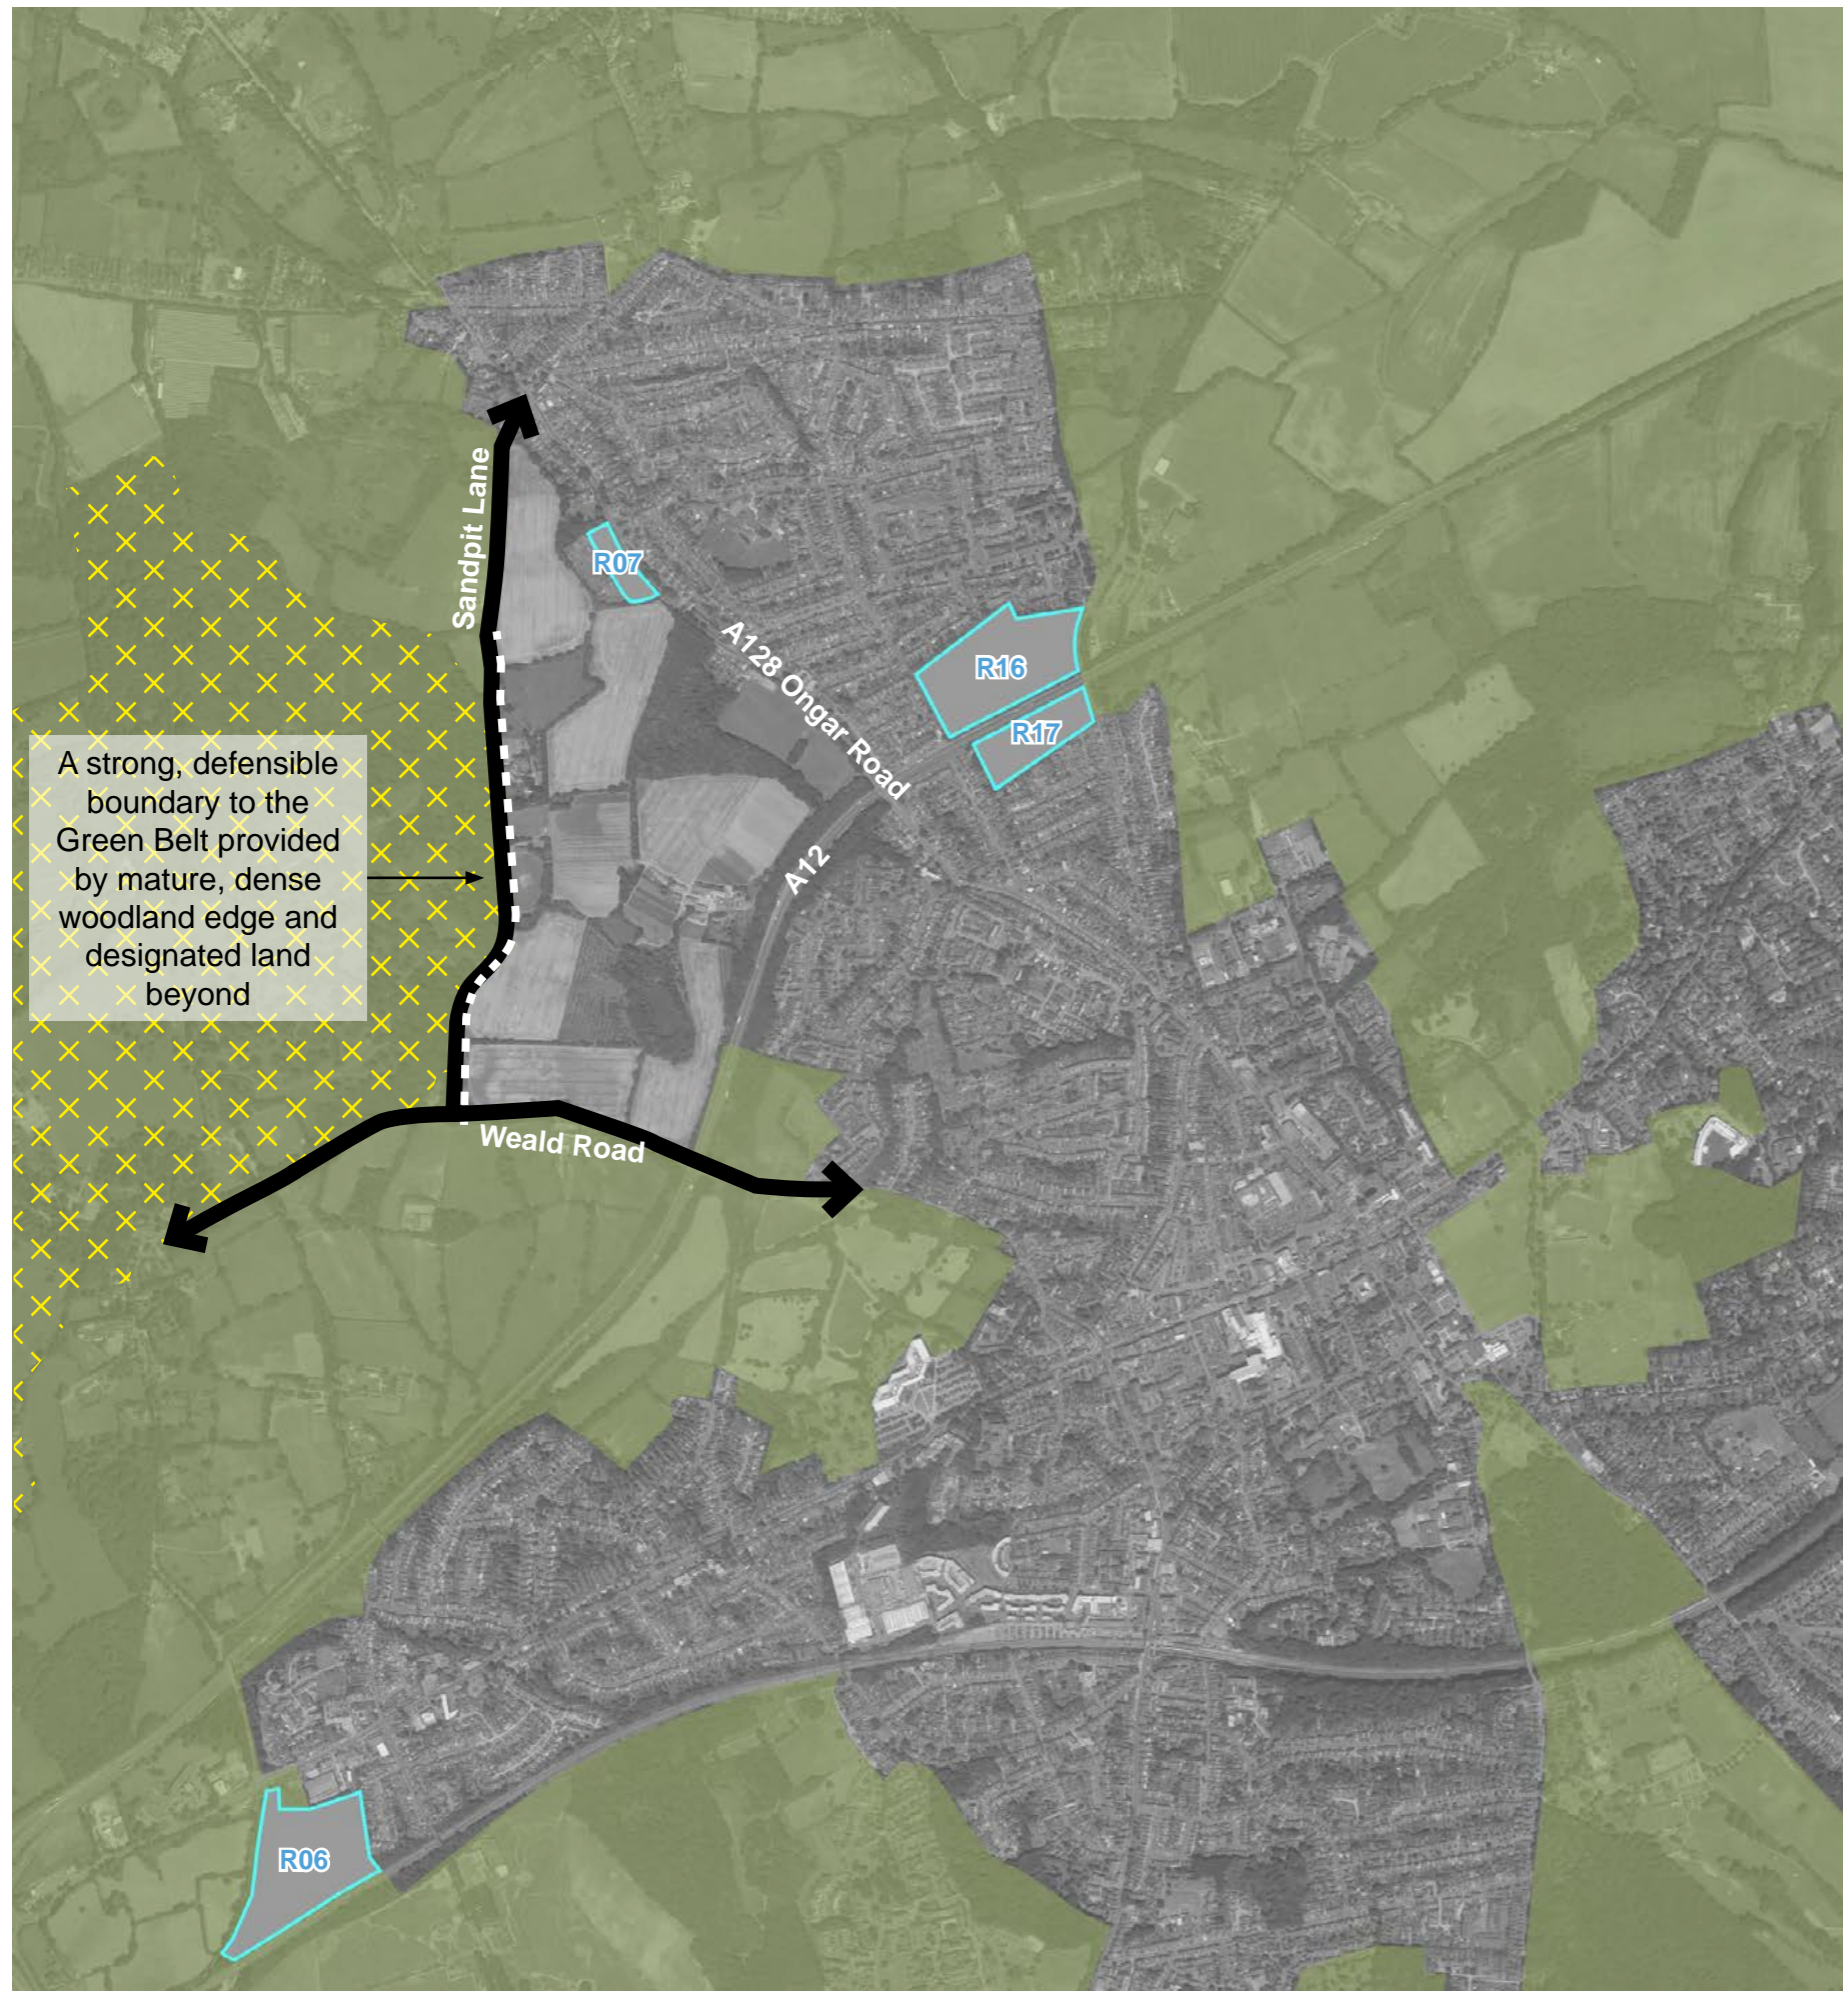 Sandpit Lane
R07
A128 Ongar Road
R16
R17
A strong, defensible
boundary to the
Green Belt provided
by mature, dense
woodland edge and
designated land
beyond
A12
Weald Road
R06